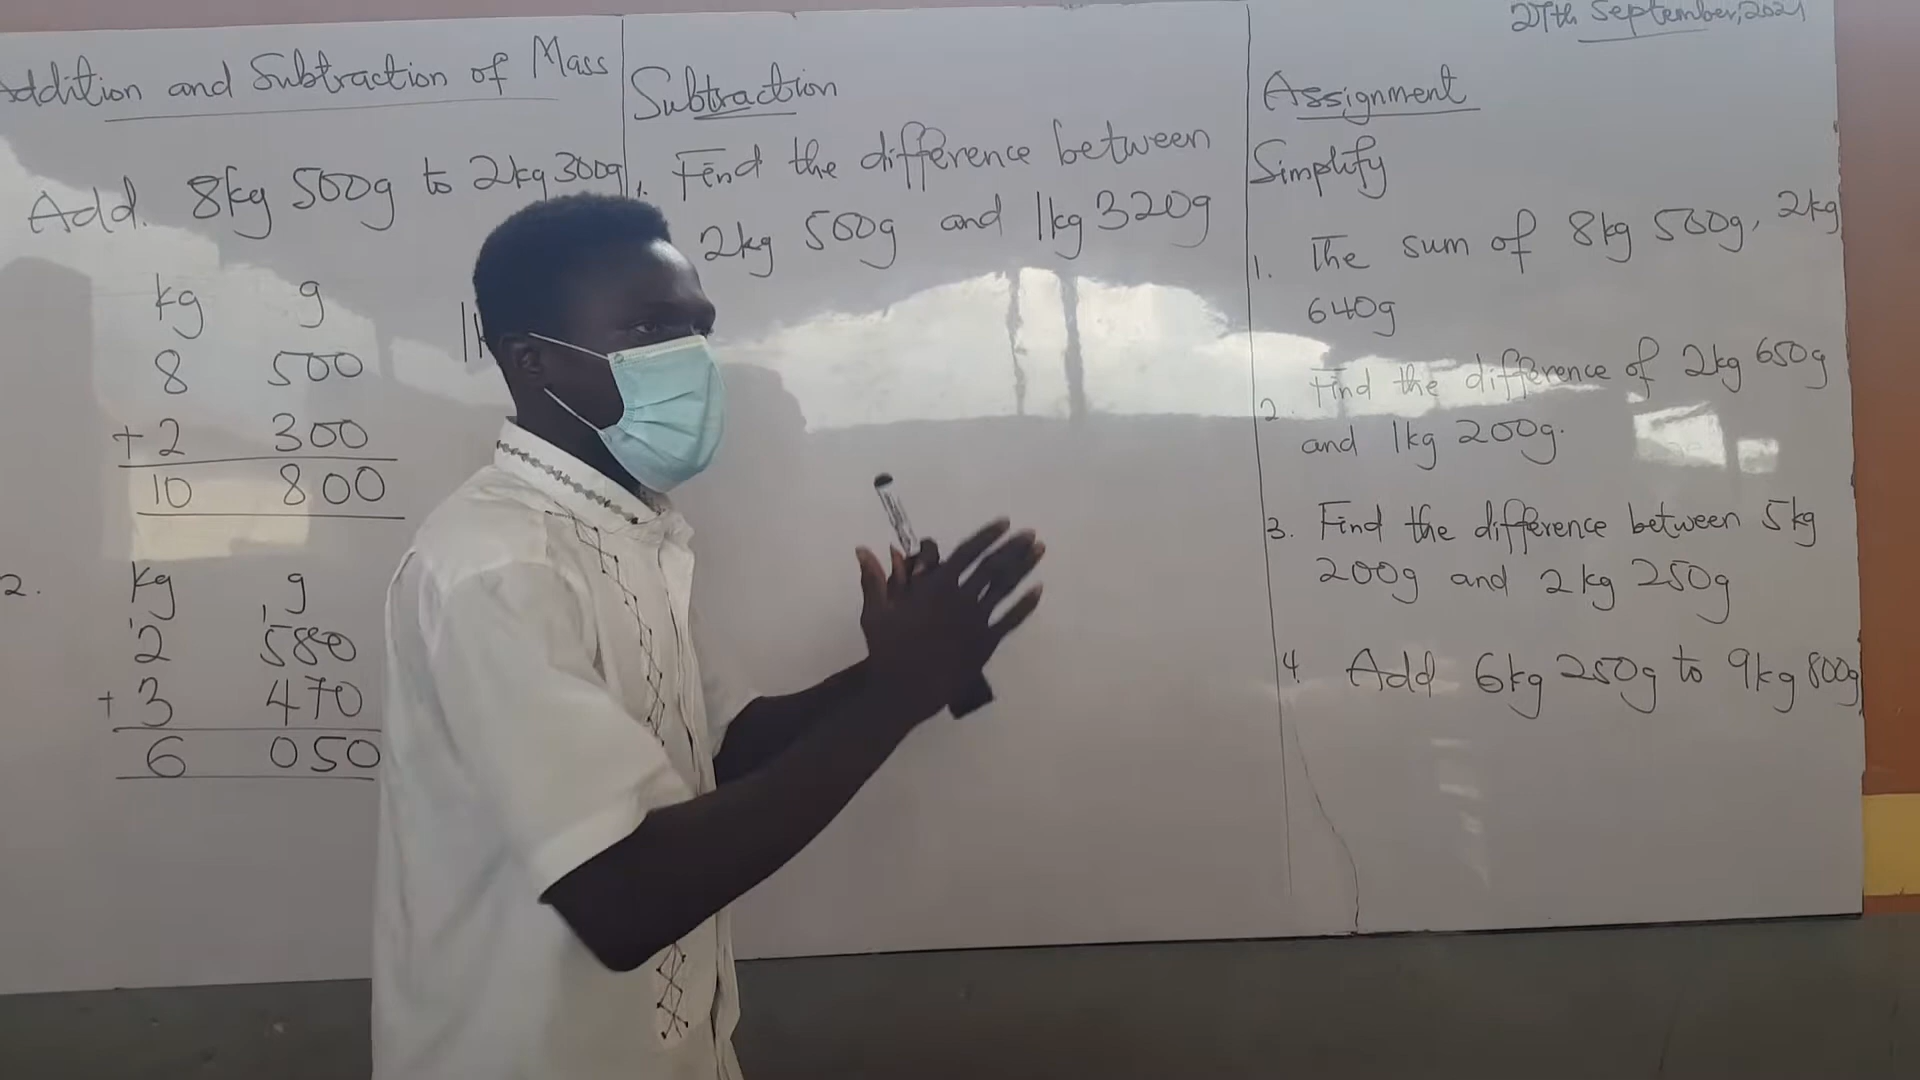 27th September, 2021
Addition and Subtraction of Mass
Add. 8kg 500g to 2kg 300g
kg g
8 500
+ 2 300
10 800
2. kg g
2 580
+ 3 470
6 050
Subtraction
1. Find the difference between
2kg 500g and 1kg 320g
Assignment
Simplify
1. The sum of 8kg 500g, 2kg
640g
2. Find the difference of 2kg 650g
and 1kg 200g.
3. Find the difference between 5kg
200g and 2kg 250g
4. Add 6kg 250g to 9kg 800g